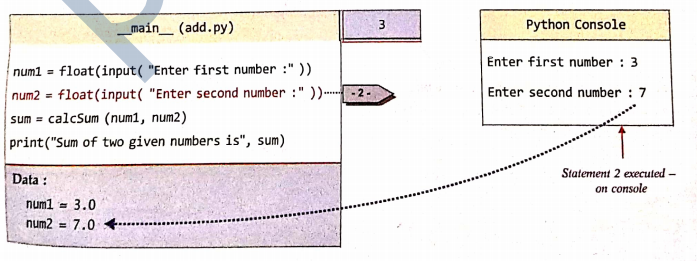 __main__ (add.py)
3
num1 = float(input( "Enter first number :" ))
num2 = float(input( "Enter second number :" ))
-2-
sum = calcSum (num1, num2)
print("Sum of two given numbers is", sum)
Data :
num1 = 3.0
num2 = 7.0
Python Console
Enter first number : 3
Enter second number : 7
Statement 2 executed –
on console